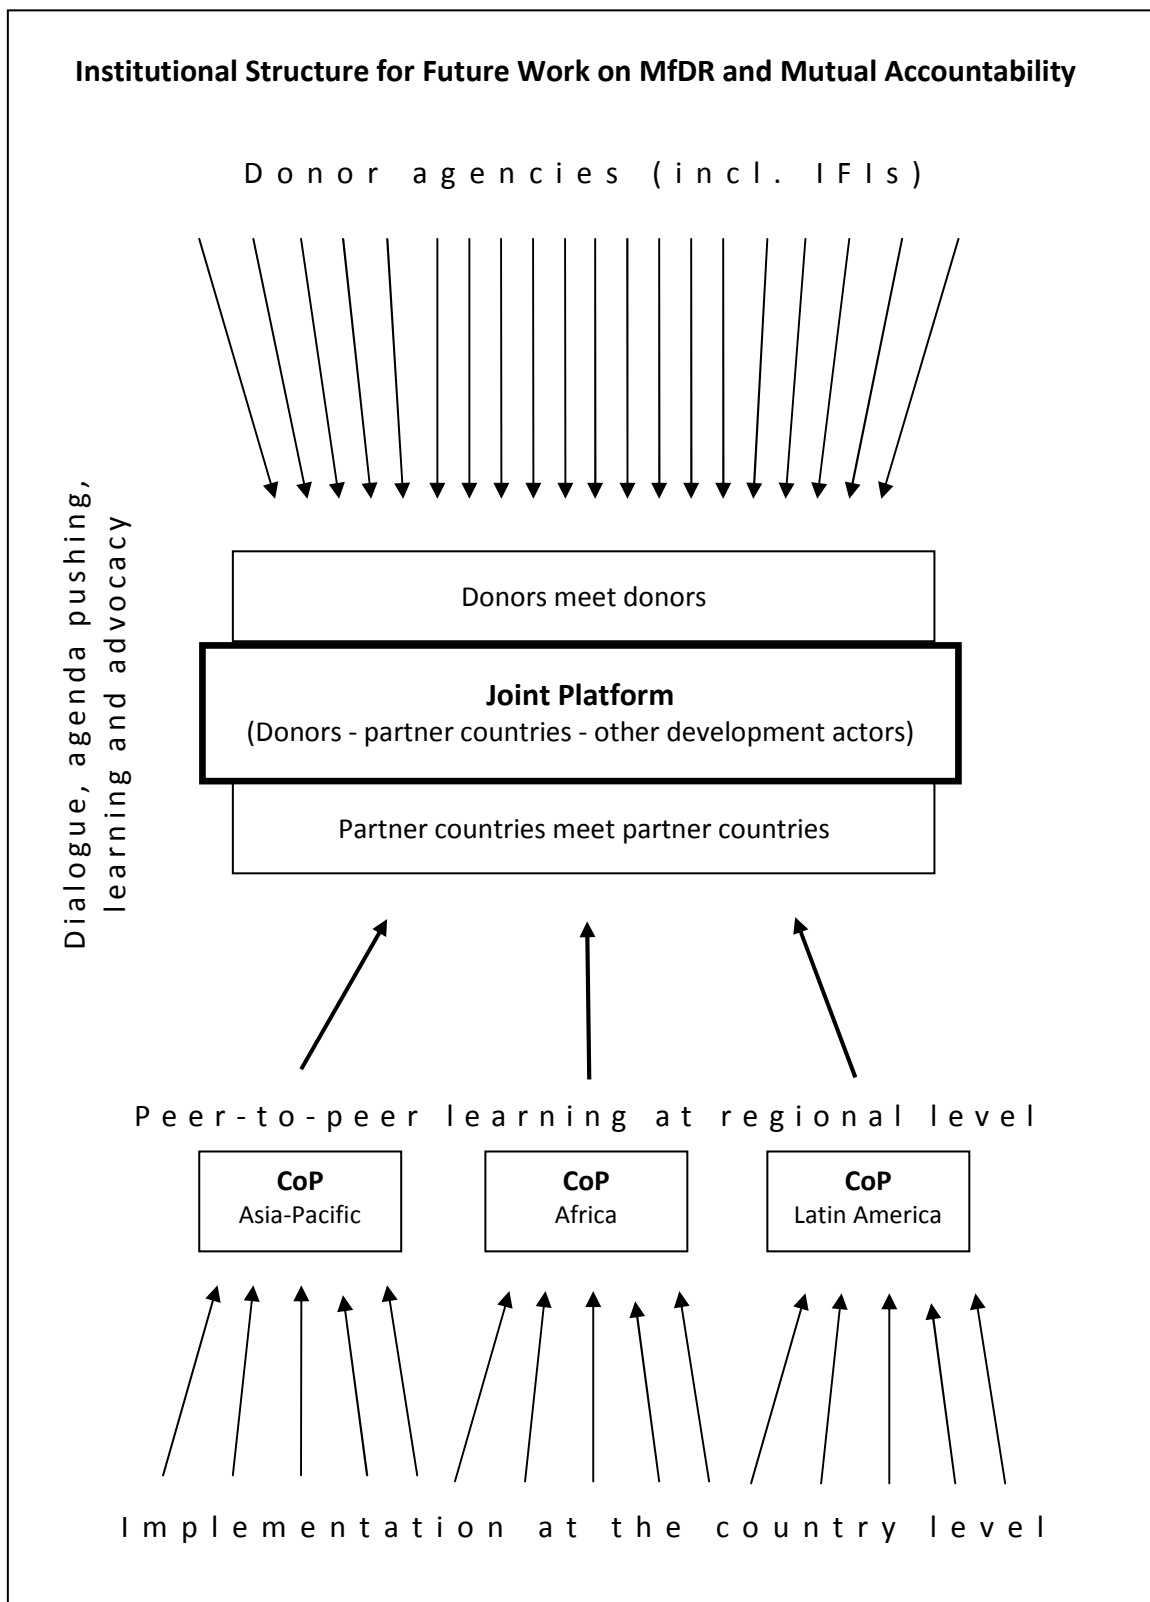 Institutional Structure for Future Work on MfDR and Mutual Accountability
Donor agencies (incl. IFIs)
Dialogue, agenda pushing,
learning and advocacy
Donors meet donors
Joint Platform
(Donors - partner countries - other development actors)
Partner countries meet partner countries
Peer-to-peer learning at regional level
CoP
Asia-Pacific
CoP
Africa
CoP
Latin America
Implementation at the country level